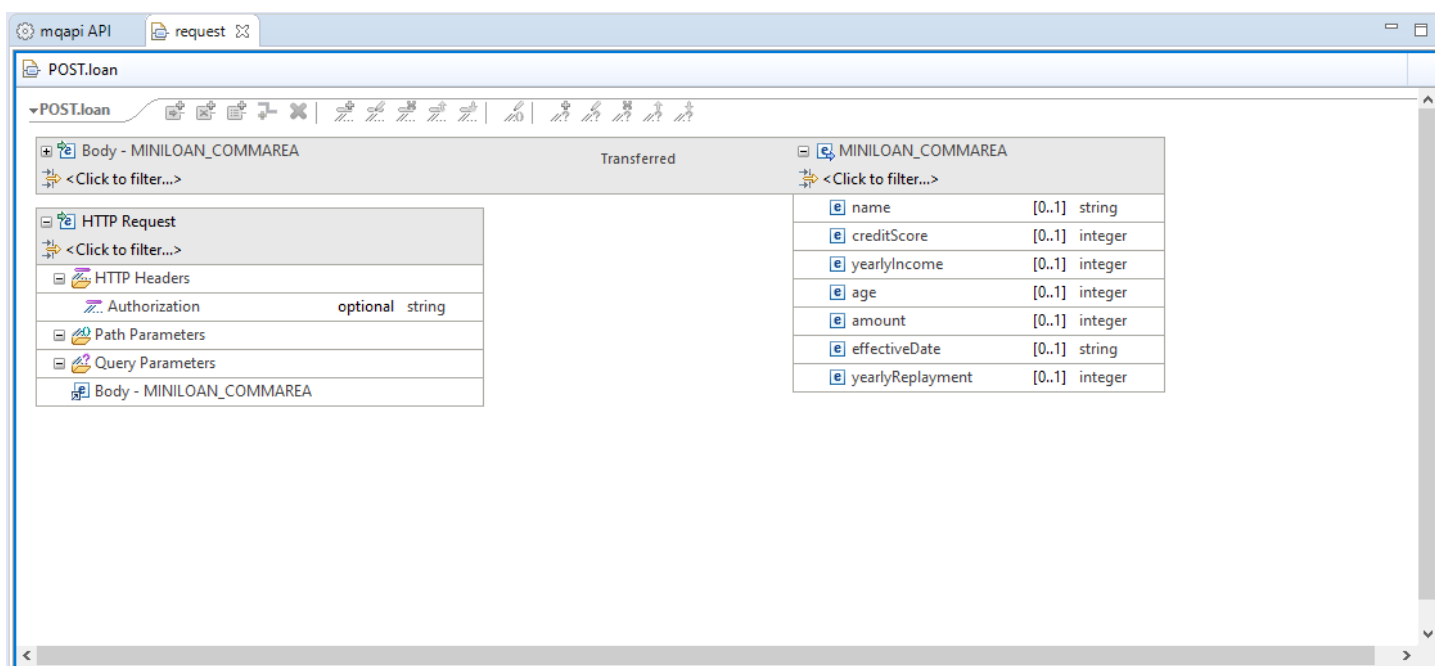 mqapi API request
POST.loan
POST.loan
Body - MINILOAN_COMMAREA Transferred MINILOAN_COMMAREA
<Click to filter...> <Click to filter...>
name [0..1] string
HTTP Request
creditScore [0..1] integer
<Click to filter...> yearlyIncome [0..1] integer
HTTP Headers age [0..1] integer
Authorization optional string amount [0..1] integer
Path Parameters effectiveDate [0..1] string
Query Parameters yearlyReplayment [0..1] integer
Body - MINILOAN_COMMAREA